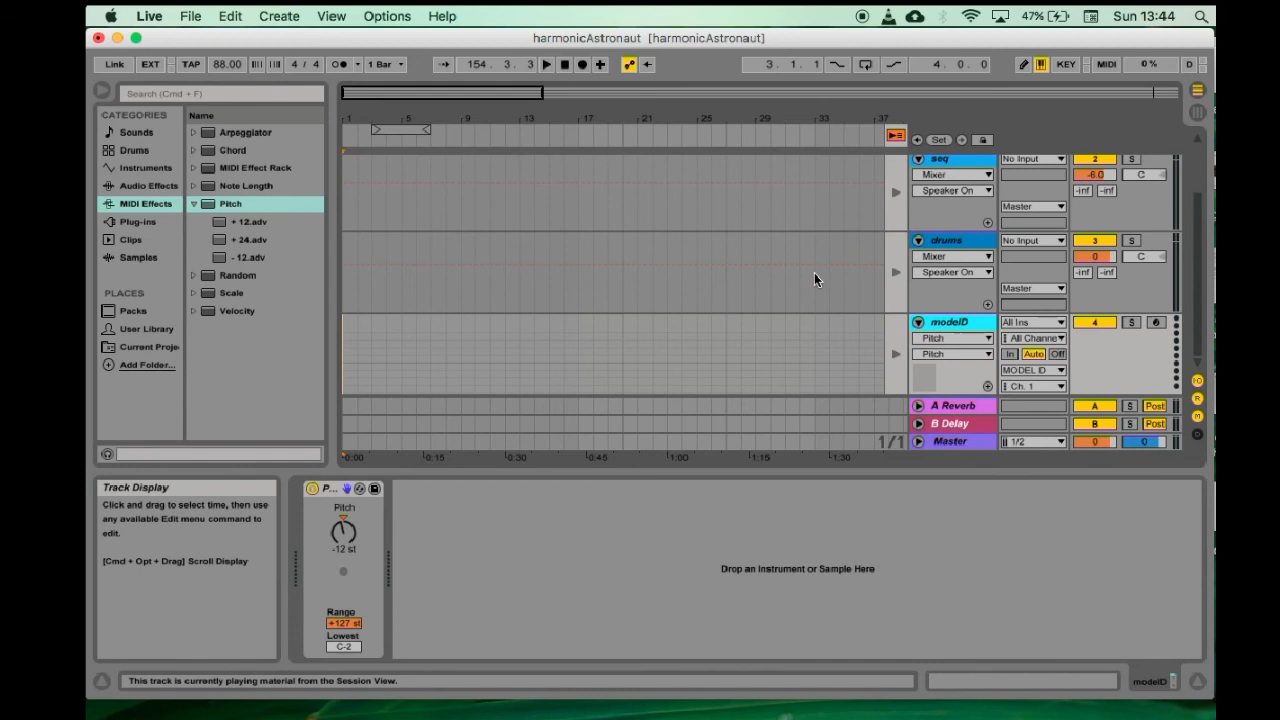 Live File Edit Create View Options Help 47% Sun 13:44
harmonicAstronaut [harmonicAstronaut]
Link EXT TAP 88.00 4 / 4 1 Bar 154. 3. 3 3. 1. 1 4. 0. 0 KEY MIDI 0 % D
Search (Cmd + F)
CATEGORIES
Sounds
Drums
Instruments
Audio Effects
MIDI Effects
Plug-ins
Clips
Samples
PLACES
Packs
User Library
Current Proje
Add Folder...
Name
Arpeggiator
Chord
MIDI Effect Rack
Note Length
Pitch
+ 12.adv
+ 24.adv
- 12.adv
Random
Scale
Velocity
1 5 9 13 17 21 25 29 33 37
Set
seq No Input 2 S
Mixer -6.0 C
Speaker On -inf -inf
Master
drums No Input 3 S
Mixer 0 C
Speaker On -inf -inf
Master
modelD All Ins 4 S
Pitch All Channe
Pitch In Auto Off
MODEL D
Ch. 1
A Reverb A S Post
B Delay B S Post
1/1 Master 1/2 0 0
0:00 0:15 0:30 0:45 1:00 1:15 1:30
Track Display
Click and drag to select time, then use
any available Edit menu command to
edit.
[Cmd + Opt + Drag] Scroll Display
P...
Pitch
-12 st
Range
+127 st
Lowest
C-2
Drop an Instrument or Sample Here
This track is currently playing material from the Session View.
modelD